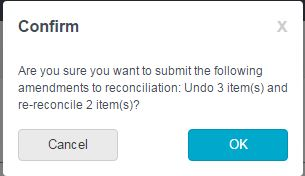 Confirm
X
Are you sure you want to submit the following
amendments to reconciliation: Undo 3 item(s) and
re-reconcile 2 item(s)?
Cancel
OK